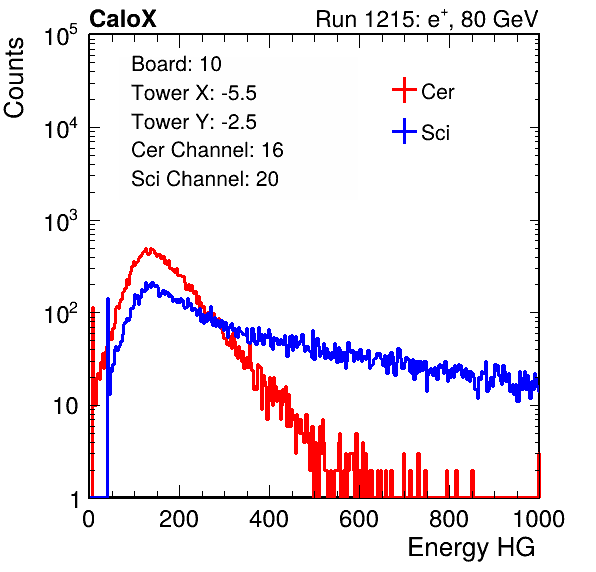 CaloX Run 1215: e⁺, 80 GeV
Counts
10⁵
10⁴
10³
10²
10
1
Board: 10
Tower X: -5.5
Tower Y: -2.5
Cer Channel: 16
Sci Channel: 20
Cer
Sci
0 200 400 600 800 1000
Energy HG